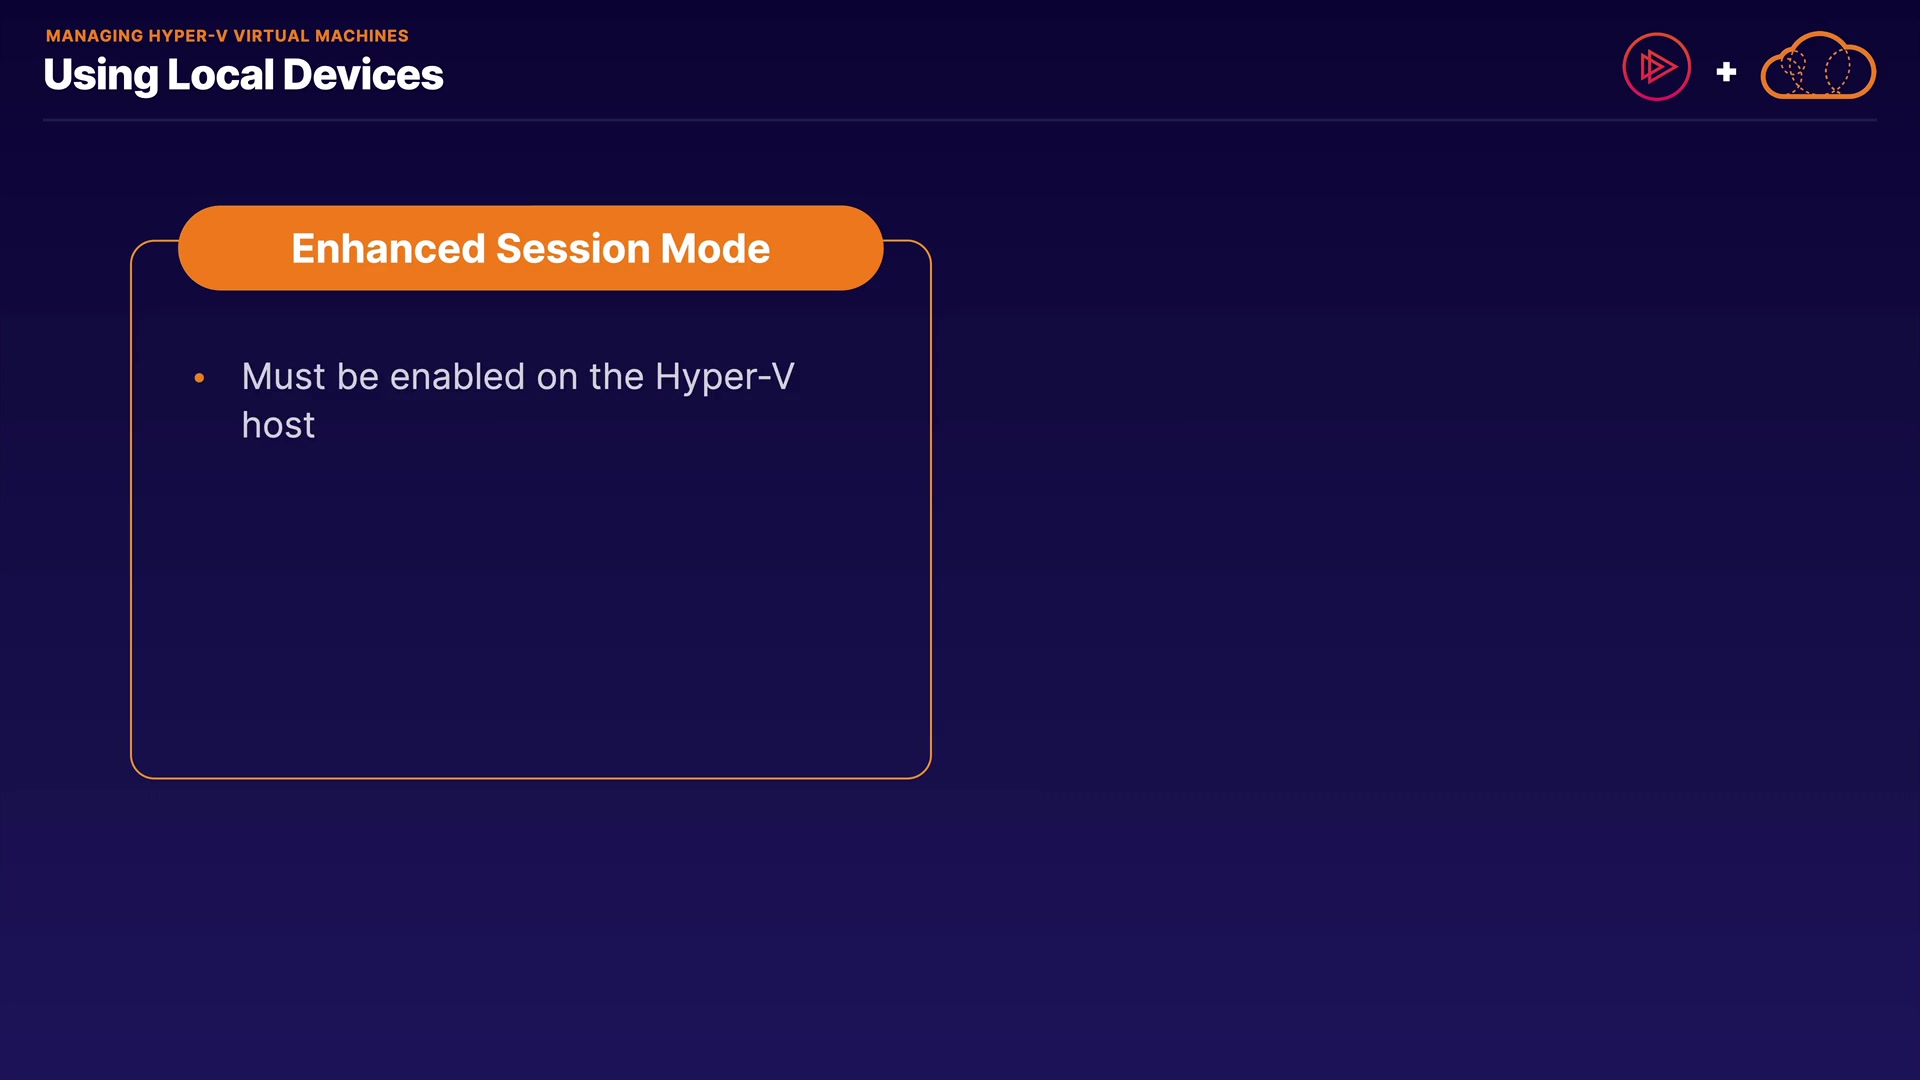 MANAGING HYPER-V VIRTUAL MACHINES
Using Local Devices
Enhanced Session Mode
• Must be enabled on the Hyper-V
host